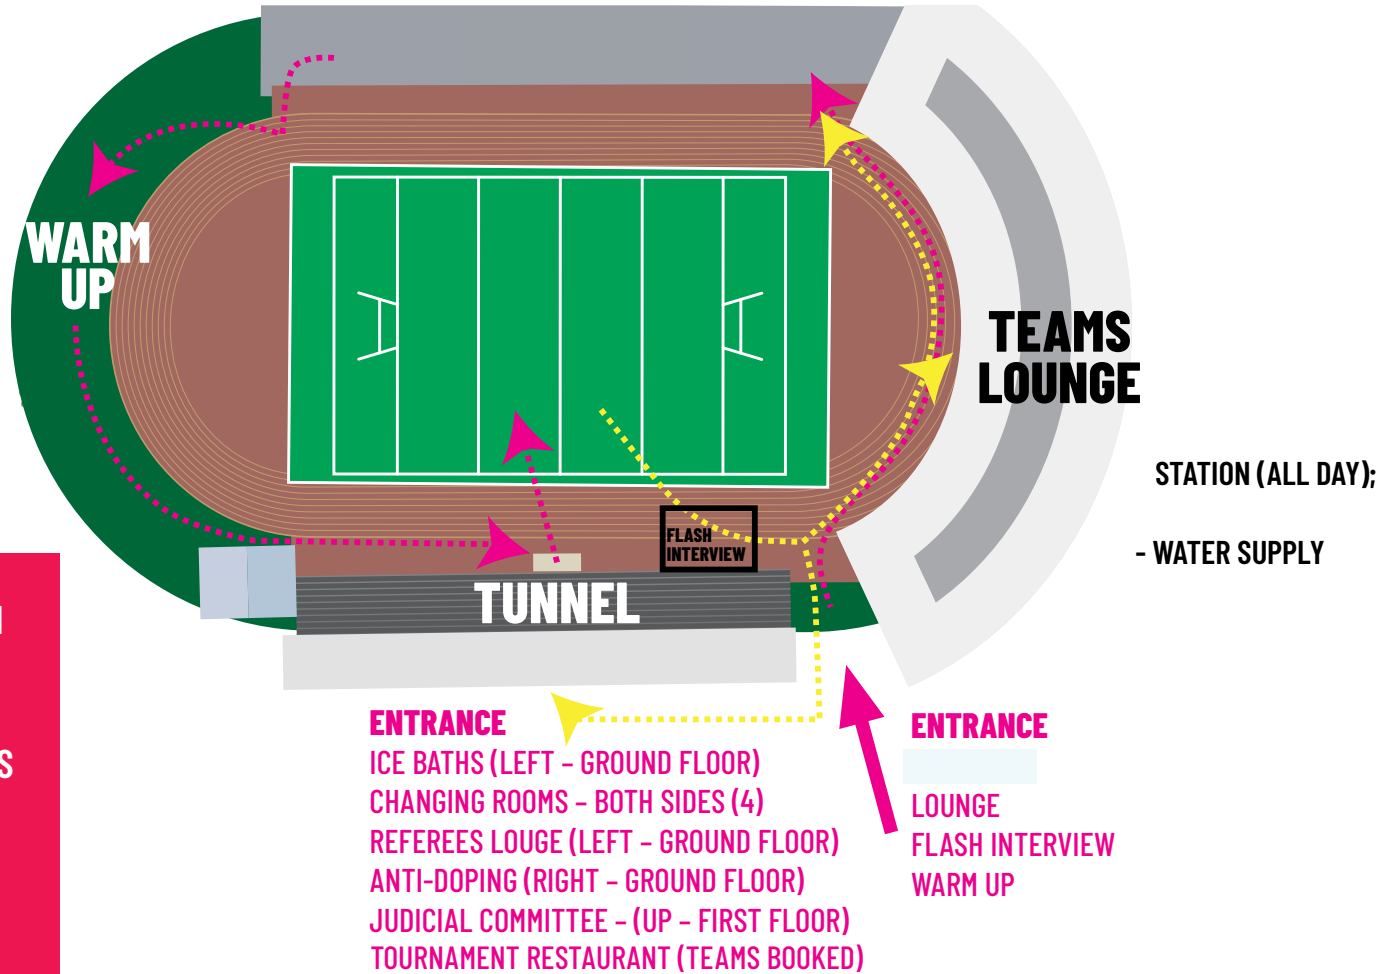 WARM
UP
TEAMS
LOUNGE
STATION (ALL DAY);
- WATER SUPPLY
FLASH
INTERVIEW
TUNNEL
S
ENTRANCE
ICE BATHS (LEFT – GROUND FLOOR)
CHANGING ROOMS – BOTH SIDES (4)
REFEREES LOUGE (LEFT – GROUND FLOOR)
ANTI-DOPING (RIGHT – GROUND FLOOR)
JUDICIAL COMMITTEE – (UP – FIRST FLOOR)
TOURNAMENT RESTAURANT (TEAMS BOOKED)
ENTRANCE
LOUNGE
FLASH INTERVIEW
WARM UP